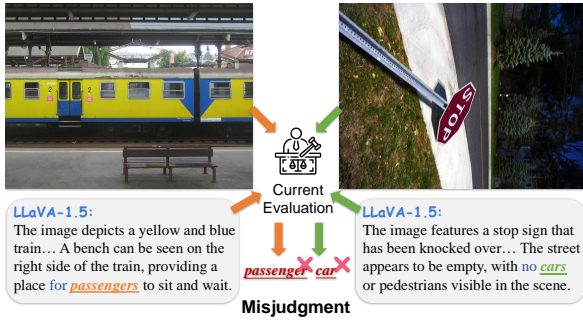 STOP
Current
Evaluation
LLaVA-1.5:
The image depicts a yellow and blue
train... A bench can be seen on the
right side of the train, providing a
place for passengers to sit and wait.
passenger car
LLaVA-1.5:
The image features a stop sign that
has been knocked over... The street
appears to be empty, with no cars
or pedestrians visible in the scene.
Misjudgment